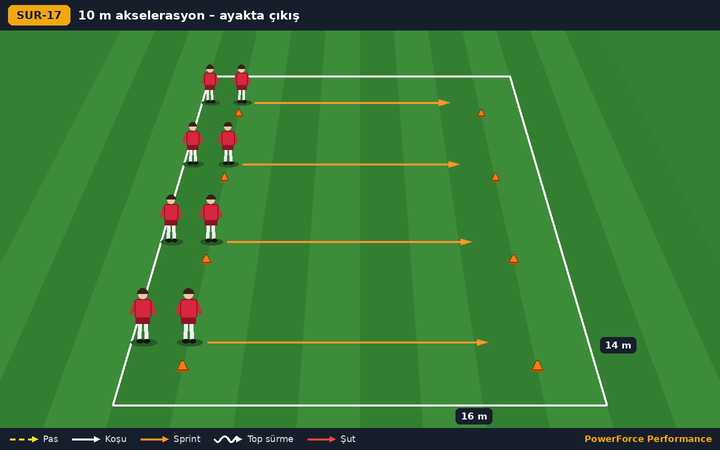 SUR-17 10 m akselerasyon – ayakta çıkış
14 m
16 m
Pas Koşu Sprint Top sürme Şut PowerForce Performance